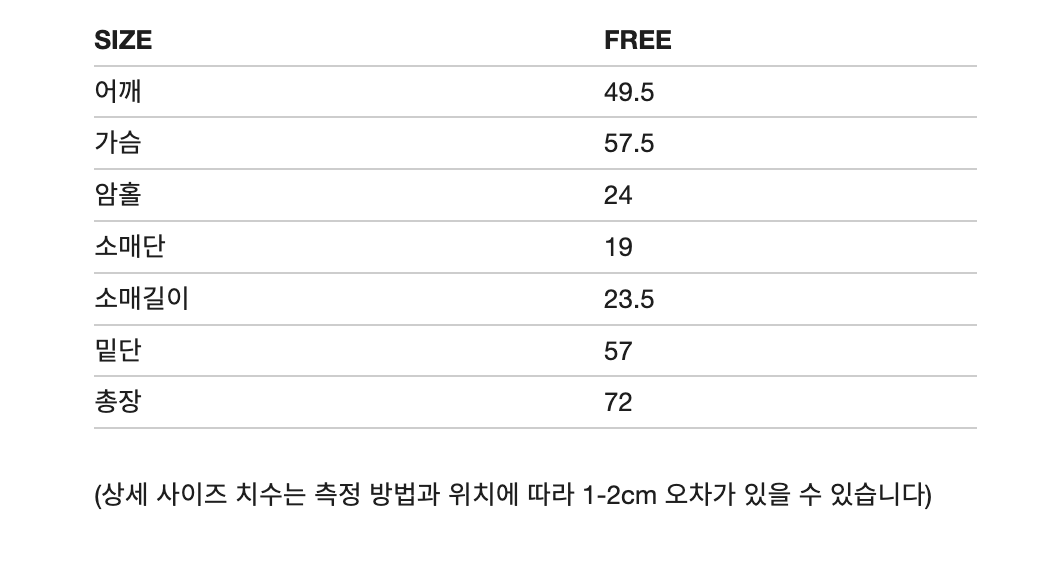 SIZE FREE
어깨 49.5
가슴 57.5
암홀 24
소매단 19
소매길이 23.5
밑단 57
총장 72
(상세 사이즈 치수는 측정 방법과 위치에 따라 1-2cm 오차가 있을 수 있습니다)